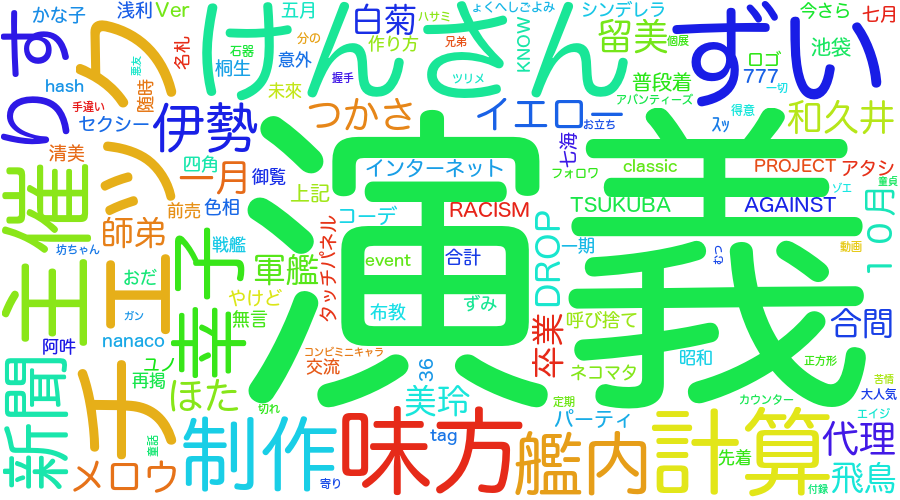 かな子
浅利
Ver
けんさん
五月
白菊
ハサミ
ょくへしごよみ
シンデレラ
今さら
七月
りす
ク
名札
悪友
石器
分の
作り方
兄弟
KNOW
留美
個展
ロゴ
池袋
ずい
hash
随時
桐生
意外
握手
ツリメ
普段着
777
一切
手違い
未來
アバンティーズ
得意
セクシー
伊勢
つかさ
イエロー
お立ち
ｽｯ
和久井
清美
ッ
四角
一月
御覧
インターネット
七海
フォロワ
classic
PROJECT
アタシ
童貞
主催
前売
色相
上記
コーデ
RACISM
TSUKUBA
AGAINST
ゾエ
10月
師弟
坊ちゃん
戦艦
タッチパネル
DROP
一期
むっ
動画
エ
幸子
軍艦
event
合計
演義
おだ
やけど
ずみ
ガン
無言
布教
呼び捨て
合間
阿吽
nanaco
卒業
ユノ
再掲
コンビミニキャラ
交流
36
昭和
正方形
チ
ネコマタ
苦情
新聞
ほた
切れ
美玲
定期
カウンター
大人気
パーティ
エイジ
メロウ
童話
制作
味方
tag
艦内
計算
先着
代理
飛鳥
寄り
付録